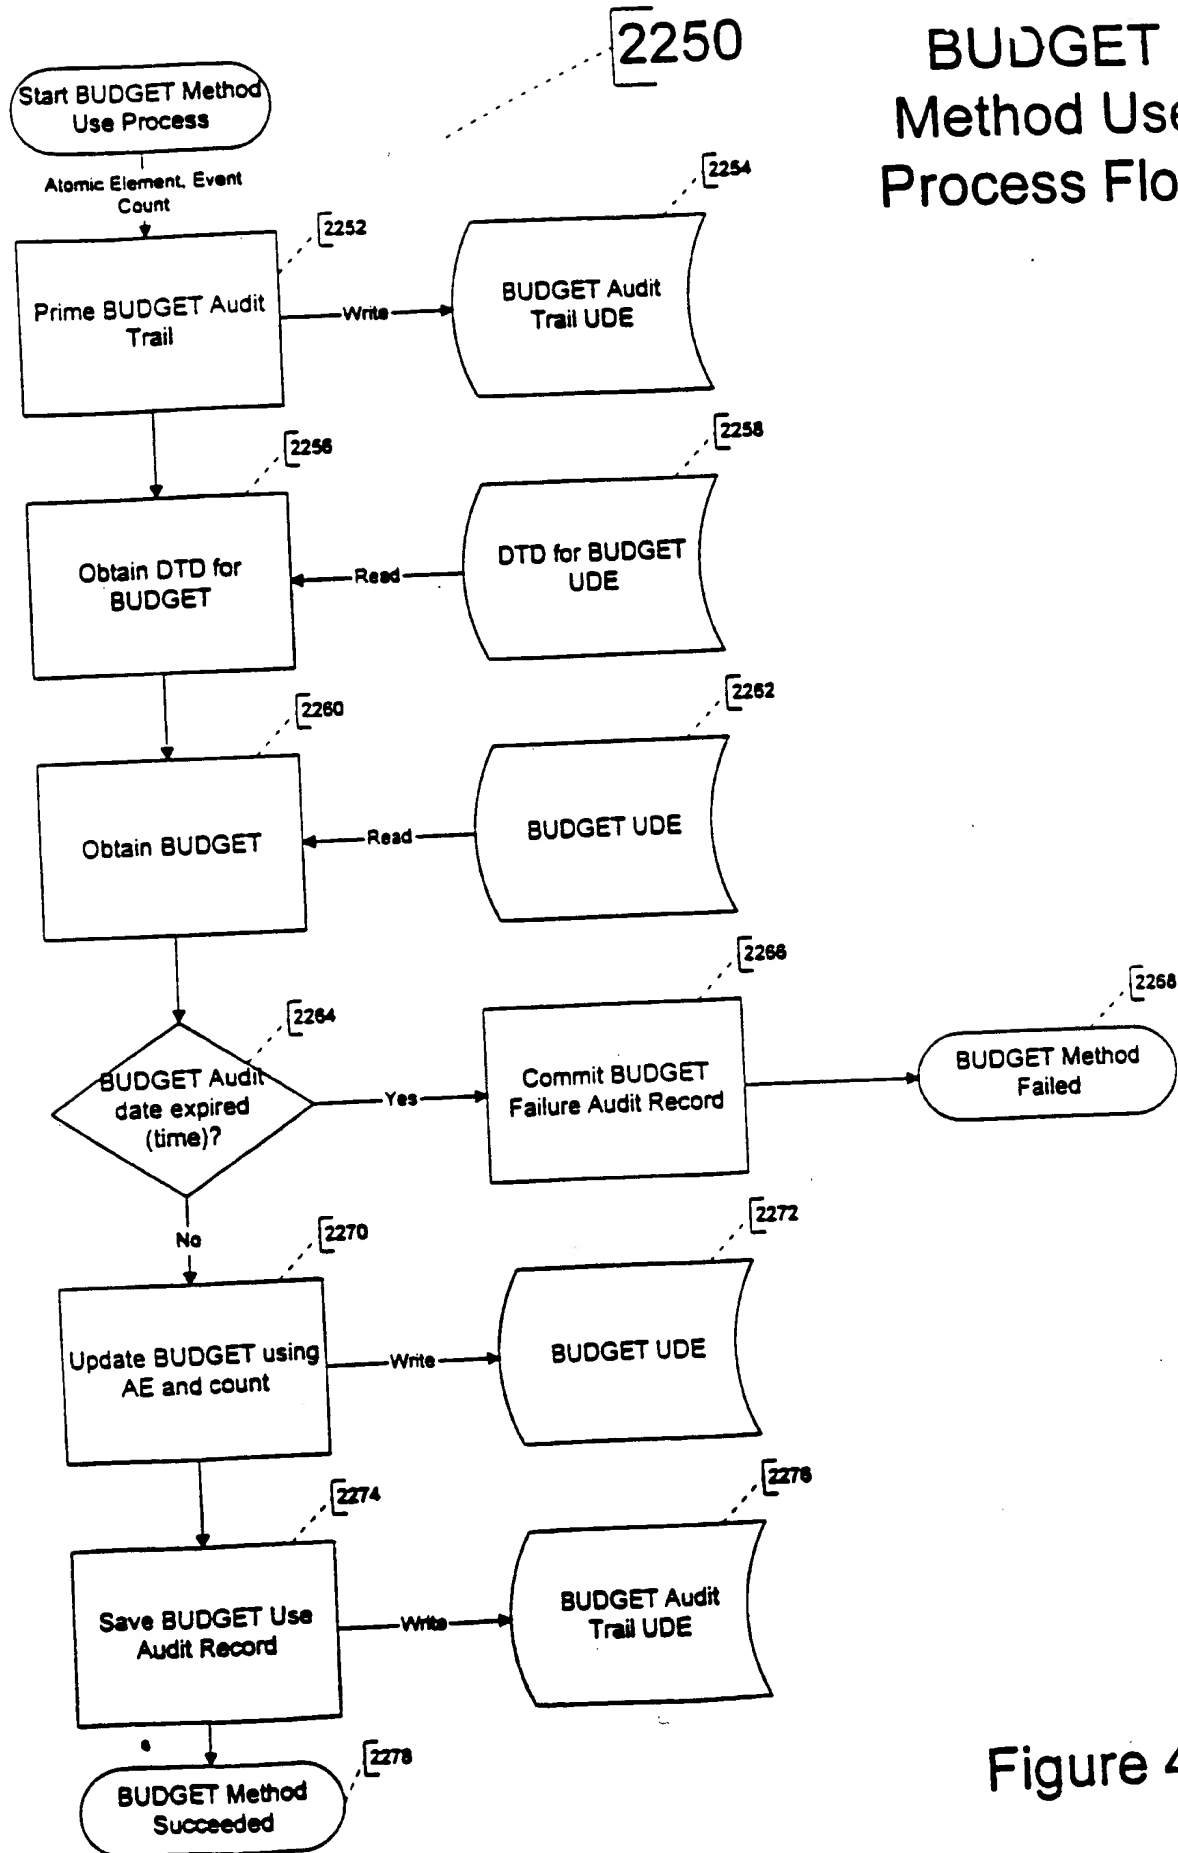 2250
BUDGET
Method Use
Process Flo
Start BUDGET Method
Use Process
Atomic Element, Event
Count
2252
2254
Prime BUDGET Audit
Trail
Write
BUDGET Audit
Trail UDE
2256
2258
Obtain DTD for
BUDGET
Read
DTD for BUDGET
UDE
2260
2262
Obtain BUDGET
Read
BUDGET UDE
2264
2266
2268
BUDGET Audit
date expired
(time)?
Yes
Commit BUDGET
Failure Audit Record
BUDGET Method
Failed
No
2270
2272
Update BUDGET using
AE and count
Write
BUDGET UDE
2274
2276
Save BUDGET Use
Audit Record
Write
BUDGET Audit
Trail UDE
2278
BUDGET Method
Succeeded
Figure 4